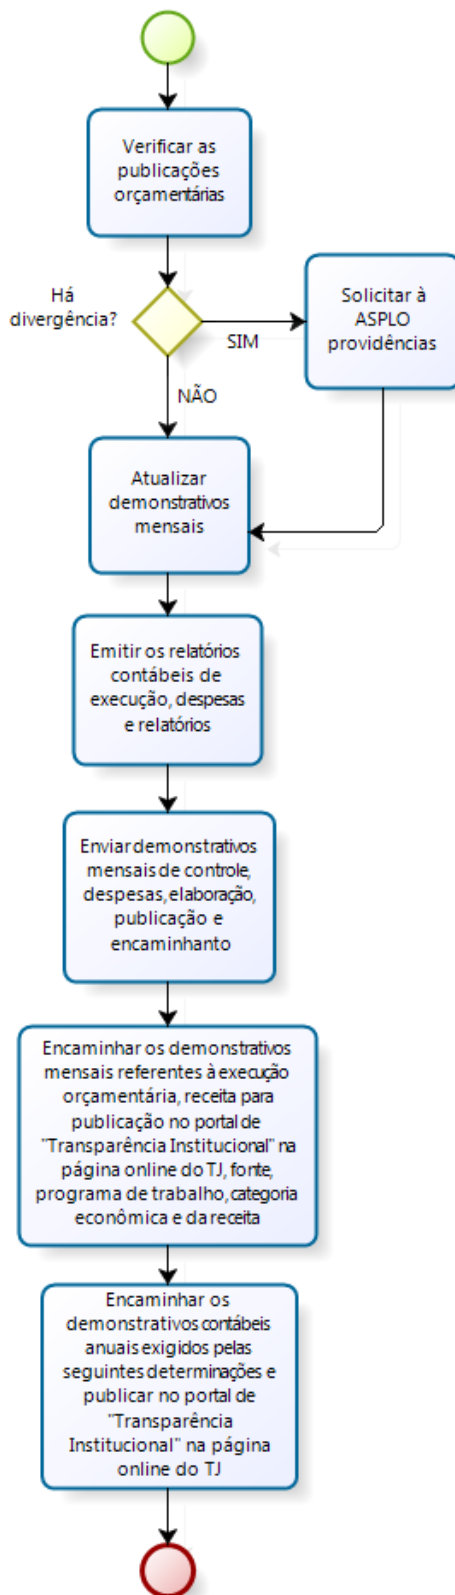 Verificar as
publicações
orçamentárias
Há
divergência?
SIM
Solicitar à
ASPLO
providências
NÃO
Atualizar
demonstrativos
mensais
Emitir os relatórios
contábeis de
execução, despesas
e relatórios
Enviar demonstrativos
mensais de controle,
despesas, elaboração,
publicação e
encaminhanto
Encaminhar os demonstrativos
mensais referentes à execução
orçamentária, receita para
publicação no portal de
"Transparência Institucional" na
página online do TJ, fonte,
programa de trabalho, categoria
econômica e da receita
Encaminhar os
demonstrativos contábeis
anuais exigidos pelas
seguintes determinações e
publicar no portal de
"Transparência
Institucional" na página
online do TJ